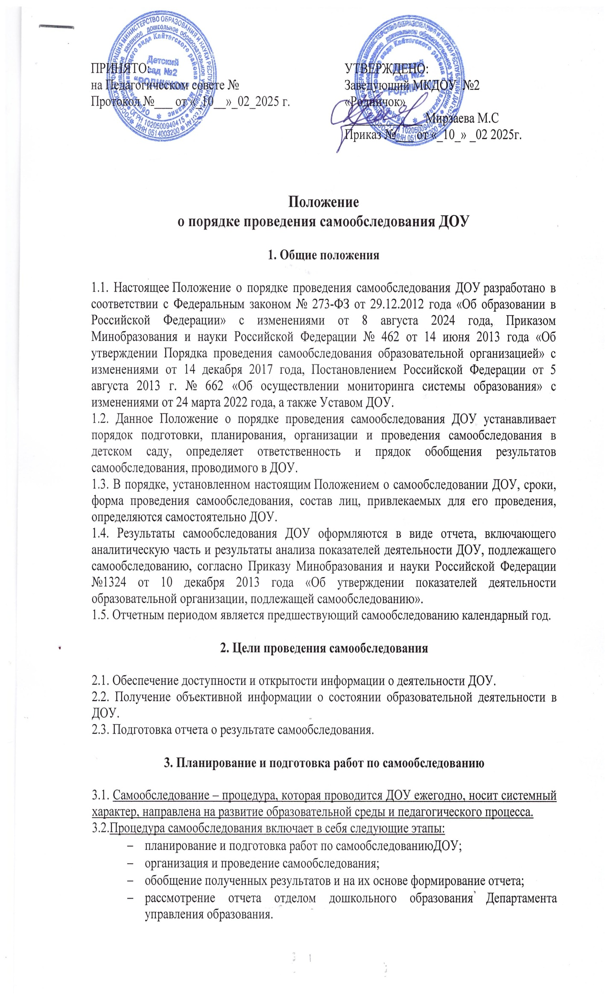 ПРИНЯТО:
на Педагогическом совете №
Протокол №___ от «_10__»_02_2025 г.
УТВЕРЖДЕНО:
Заведующий МКДОУ №2
«Родничок»
_____________ Мирзаева М.С
Приказ №___ от «_10_» _02 2025г.
Детский
сад №2
"РОДНИЧОК"
ОГРН 1020500940415 * ИНН 0514003200
Детский
сад №2
"РОДНИЧОК"
Положение
о порядке проведения самообследования ДОУ
1. Общие положения
1.1. Настоящее Положение о порядке проведения самообследования ДОУ разработано в
соответствии с Федеральным законом № 273-ФЗ от 29.12.2012 года «Об образовании в
Российской Федерации» с изменениями от 8 августа 2024 года, Приказом
Минобразования и науки Российской Федерации № 462 от 14 июня 2013 года «Об
утверждении Порядка проведения самообследования образовательной организацией» с
изменениями от 14 декабря 2017 года, Постановлением Российской Федерации от 5
августа 2013 г. № 662 «Об осуществлении мониторинга системы образования» с
изменениями от 24 марта 2022 года, а также Уставом ДОУ.
1.2. Данное Положение о порядке проведения самообследования ДОУ устанавливает
порядок подготовки, планирования, организации и проведения самообследования в
детском саду, определяет ответственность и прядок обобщения результатов
самообследования, проводимого в ДОУ.
1.3. В порядке, установленном настоящим Положением о самообследовании ДОУ, сроки,
форма проведения самообследования, состав лиц, привлекаемых для его проведения,
определяются самостоятельно ДОУ.
1.4. Результаты самообследования ДОУ оформляются в виде отчета, включающего
аналитическую часть и результаты анализа показателей деятельности ДОУ, подлежащего
самообследованию, согласно Приказу Минобразования и науки Российской Федерации
№1324 от 10 декабря 2013 года «Об утверждении показателей деятельности
образовательной организации, подлежащей самообследованию».
1.5. Отчетным периодом является предшествующий самообследованию календарный год.
2. Цели проведения самообследования
2.1. Обеспечение доступности и открытости информации о деятельности ДОУ.
2.2. Получение объективной информации о состоянии образовательной деятельности в
ДОУ.
2.3. Подготовка отчета о результате самообследования.
3. Планирование и подготовка работ по самообследованию
3.1. Самообследование – процедура, которая проводится ДОУ ежегодно, носит системный
характер, направлена на развитие образовательной среды и педагогического процесса.
3.2.Процедура самообследования включает в себя следующие этапы:
– планирование и подготовка работ по самообследованиюДОУ;
– организация и проведение самообследования;
– обобщение полученных результатов и на их основе формирование отчета;
– рассмотрение отчета отделом дошкольного образования Департамента
управления образования.